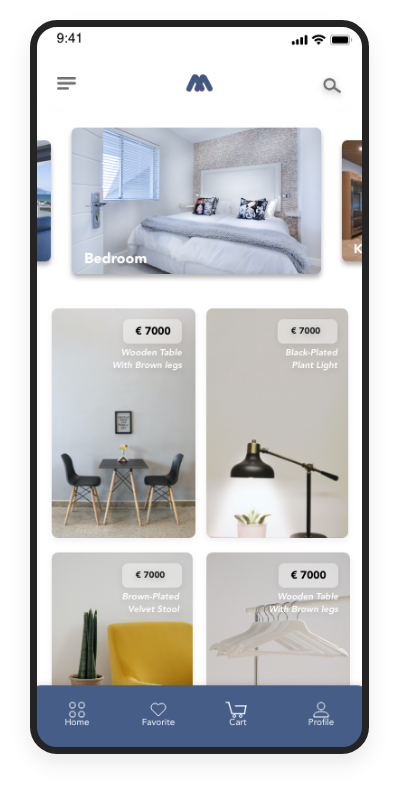 9:41
Bedroom
K
€ 7000
Wooden Table
With Brown legs
€ 7000
Black-Plated
Plant Light
€ 7000
Brown-Plated
Velvet Stool
€ 7000
Wooden Table
With Brown legs
Home
Favorite
Cart
Profile